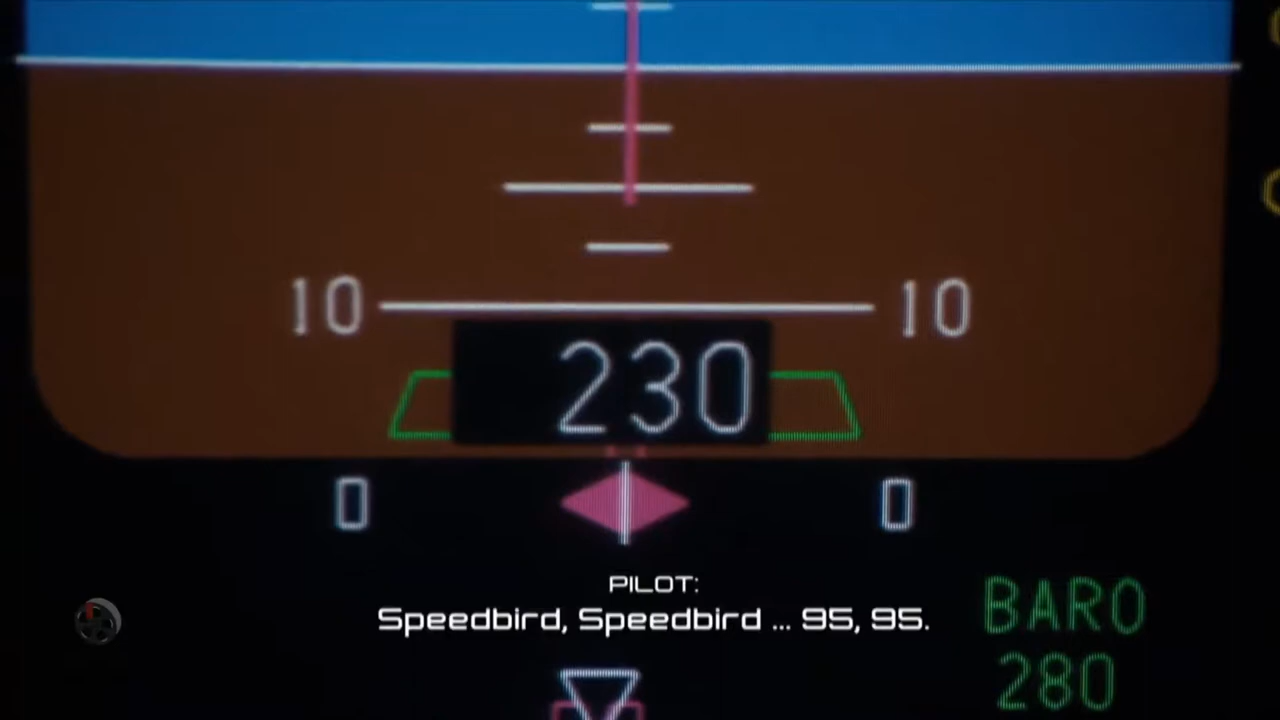 10 10
230
0 0
PILOT:
Speedbird, Speedbird ... 95, 95.
BARO
280